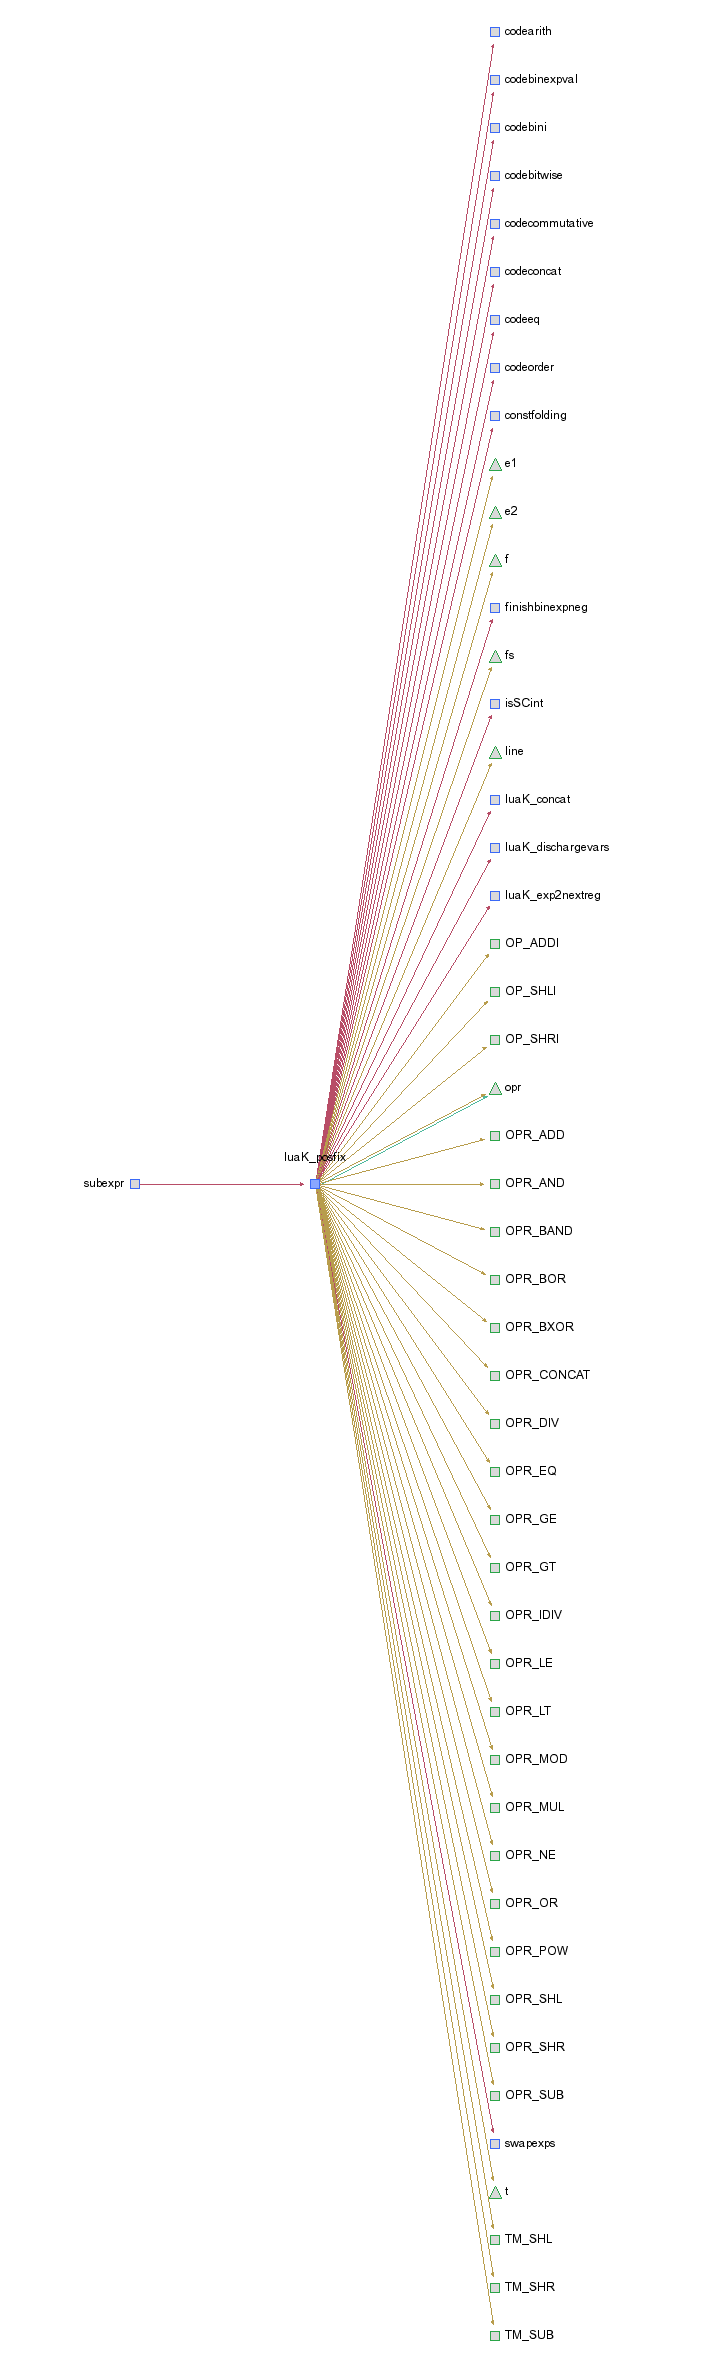 codearith
codebinexpval
codebini
codebitwise
codecommutative
codeconcat
codeeq
codeorder
constfolding
e1
e2
f
finishbinexpneg
fs
isSCint
line
luaK_concat
luaK_dischargevars
luaK_exp2nextreg
OP_ADDI
OP_SHLI
OP_SHRI
opr
OPR_ADD
luaK_posfix
subexpr
OPR_AND
OPR_BAND
OPR_BOR
OPR_BXOR
OPR_CONCAT
OPR_DIV
OPR_EQ
OPR_GE
OPR_GT
OPR_IDIV
OPR_LE
OPR_LT
OPR_MOD
OPR_MUL
OPR_NE
OPR_OR
OPR_POW
OPR_SHL
OPR_SHR
OPR_SUB
swapexps
t
TM_SHL
TM_SHR
TM_SUB